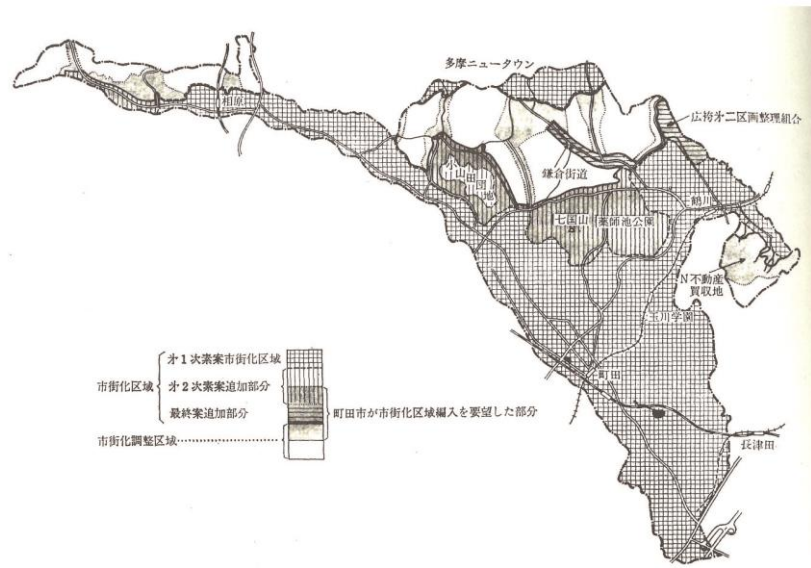 多摩ニュータウン
相原
広袴才二区画整理組合
小山田団地
鎌倉街道
鶴川
七国山
薬師池公園
N不動産
買収地
玉川学園
町田
長津田
市街化区域
才1次素案市街化区域
才2次素案追加部分
最終案追加部分
町田市が市街化区域編入を要望した部分
市街化調整区域